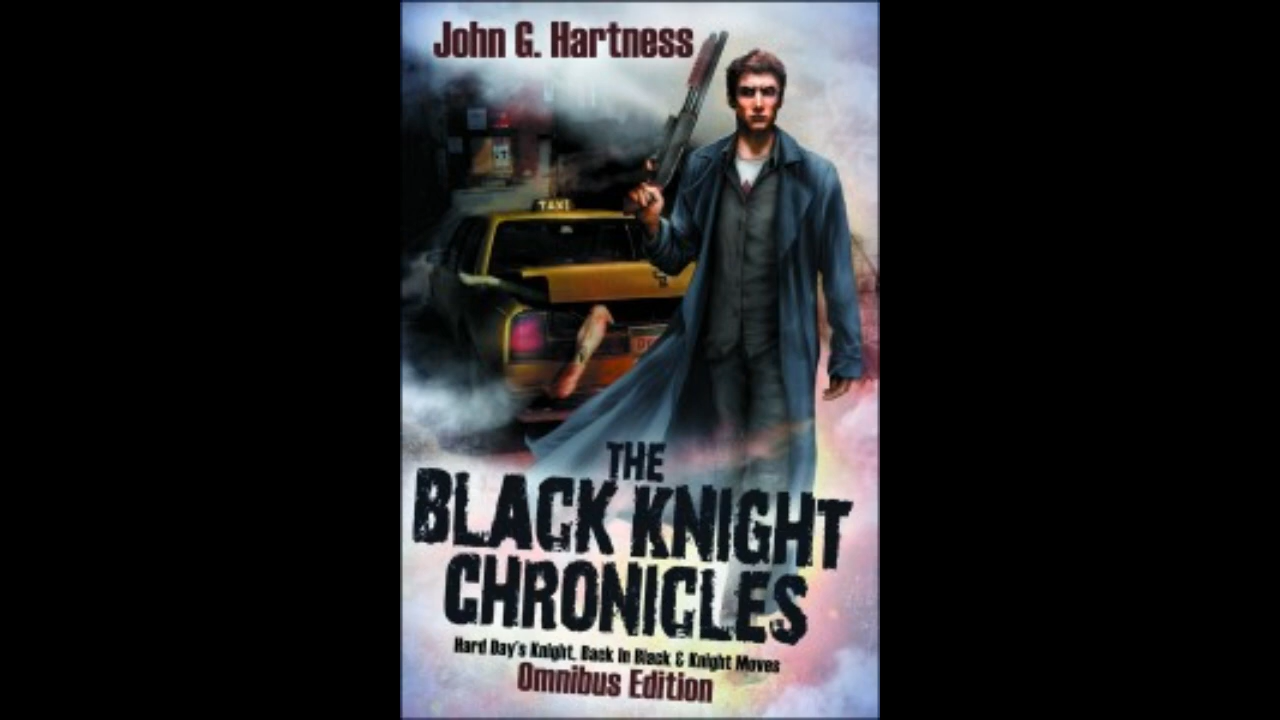 John G. Hartness
TAXI
THE
BLACK KNIGHT
CHRONICLES
Hard Day's Knight, Back In Black & Knight Moves
Omnibus Edition